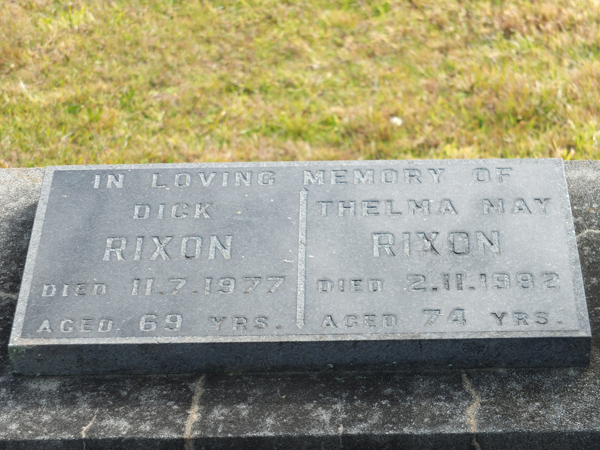 IN LOVING MEMORY OF
DICK
RIXON
DIED 11.7.1977
AGED 69 YRS.
THELMA MAY
RIXON
DIED 2.11.1982
AGED 74 YRS.